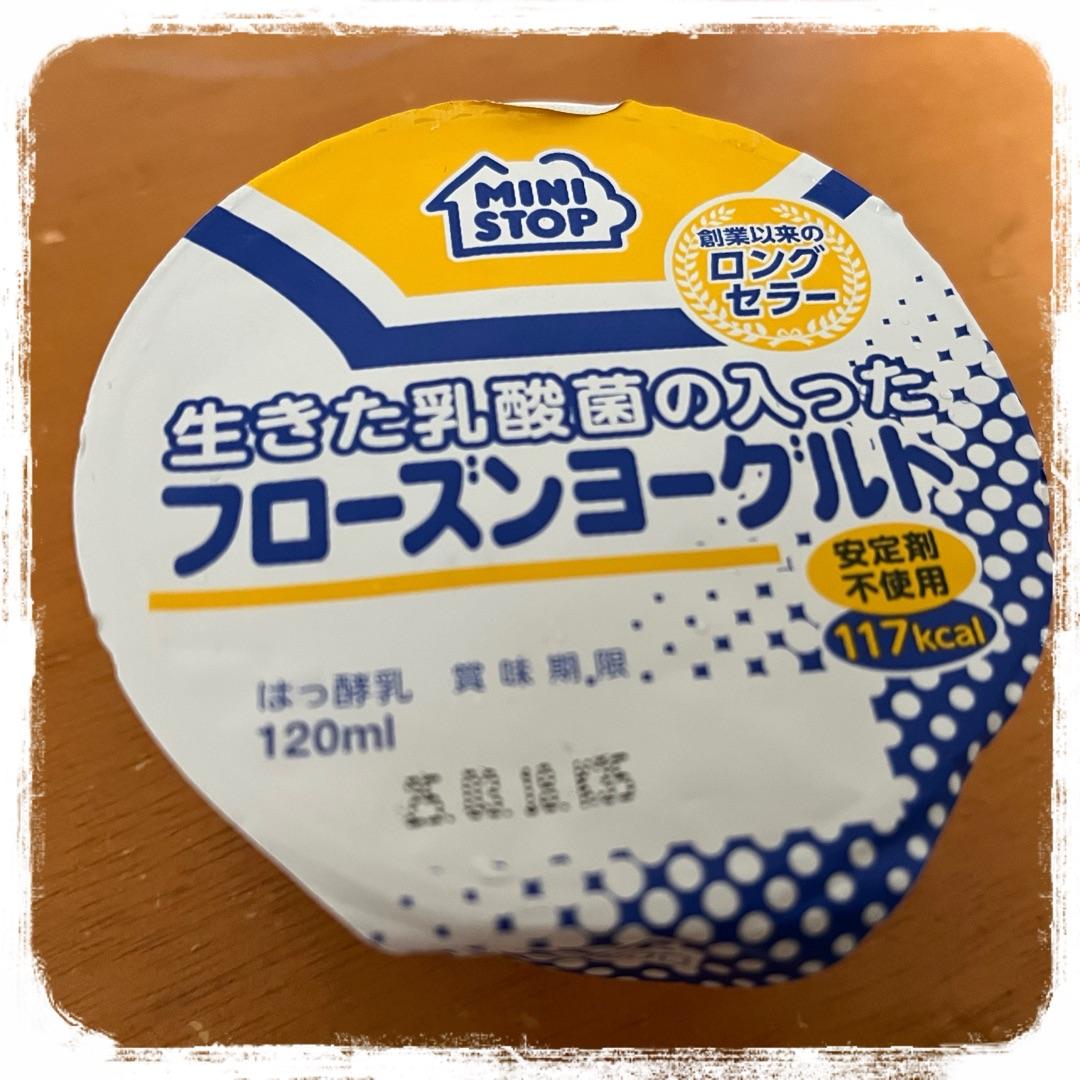 MINI
STOP
創業以来の
ロング
セラー
生きた乳酸菌の入った
フローズンヨーグルト
安定剤
不使用
117kcal
はっ酵乳 賞味期限
120ml